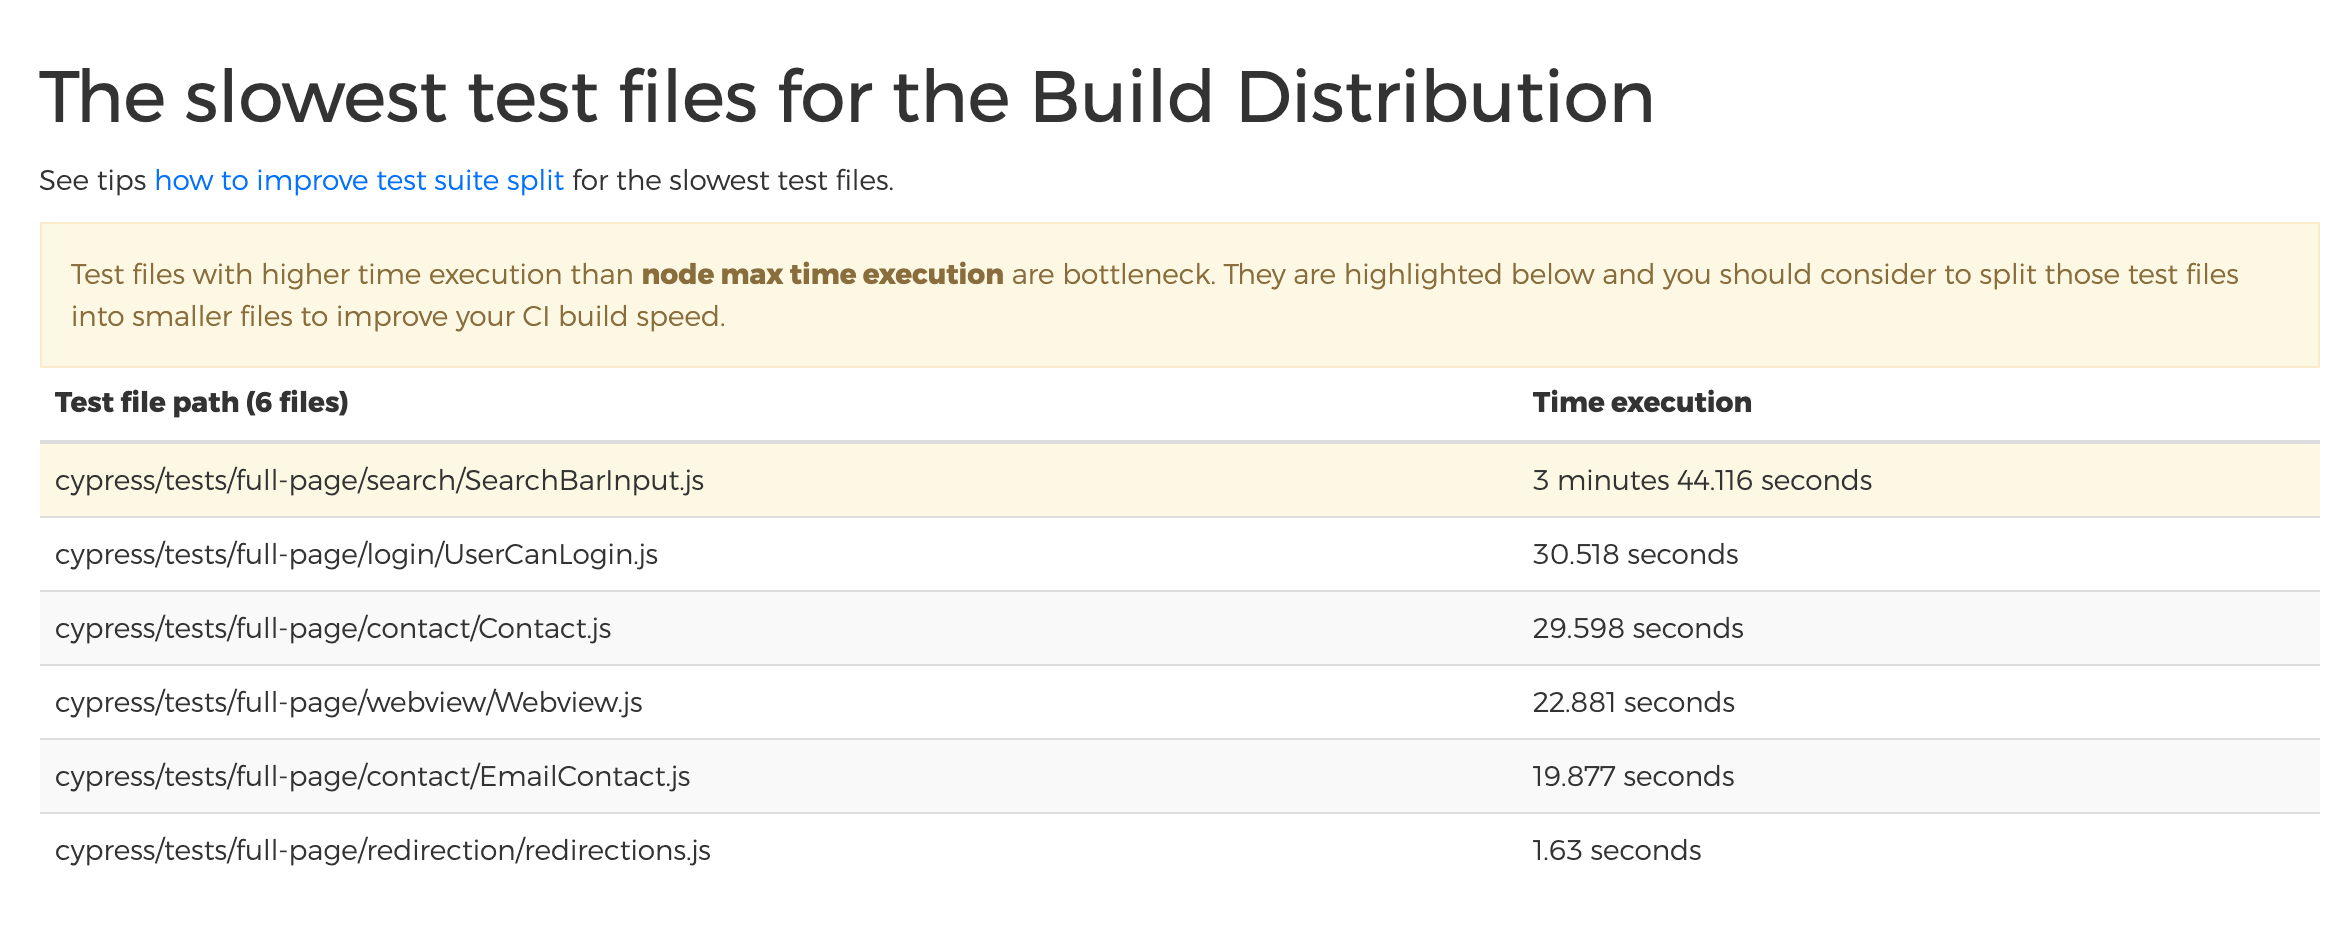 The slowest test files for the Build Distribution
See tips how to improve test suite split for the slowest test files.
Test files with higher time execution than node max time execution are bottleneck. They are highlighted below and you should consider to split those test files
into smaller files to improve your CI build speed.
Test file path (6 files) Time execution
cypress/tests/full-page/search/SearchBarInput.js 3 minutes 44.116 seconds
cypress/tests/full-page/login/UserCanLogin.js 30.518 seconds
cypress/tests/full-page/contact/Contact.js 29.598 seconds
cypress/tests/full-page/webview/Webview.js 22.881 seconds
cypress/tests/full-page/contact/EmailContact.js 19.877 seconds
cypress/tests/full-page/redirection/redirections.js 1.63 seconds